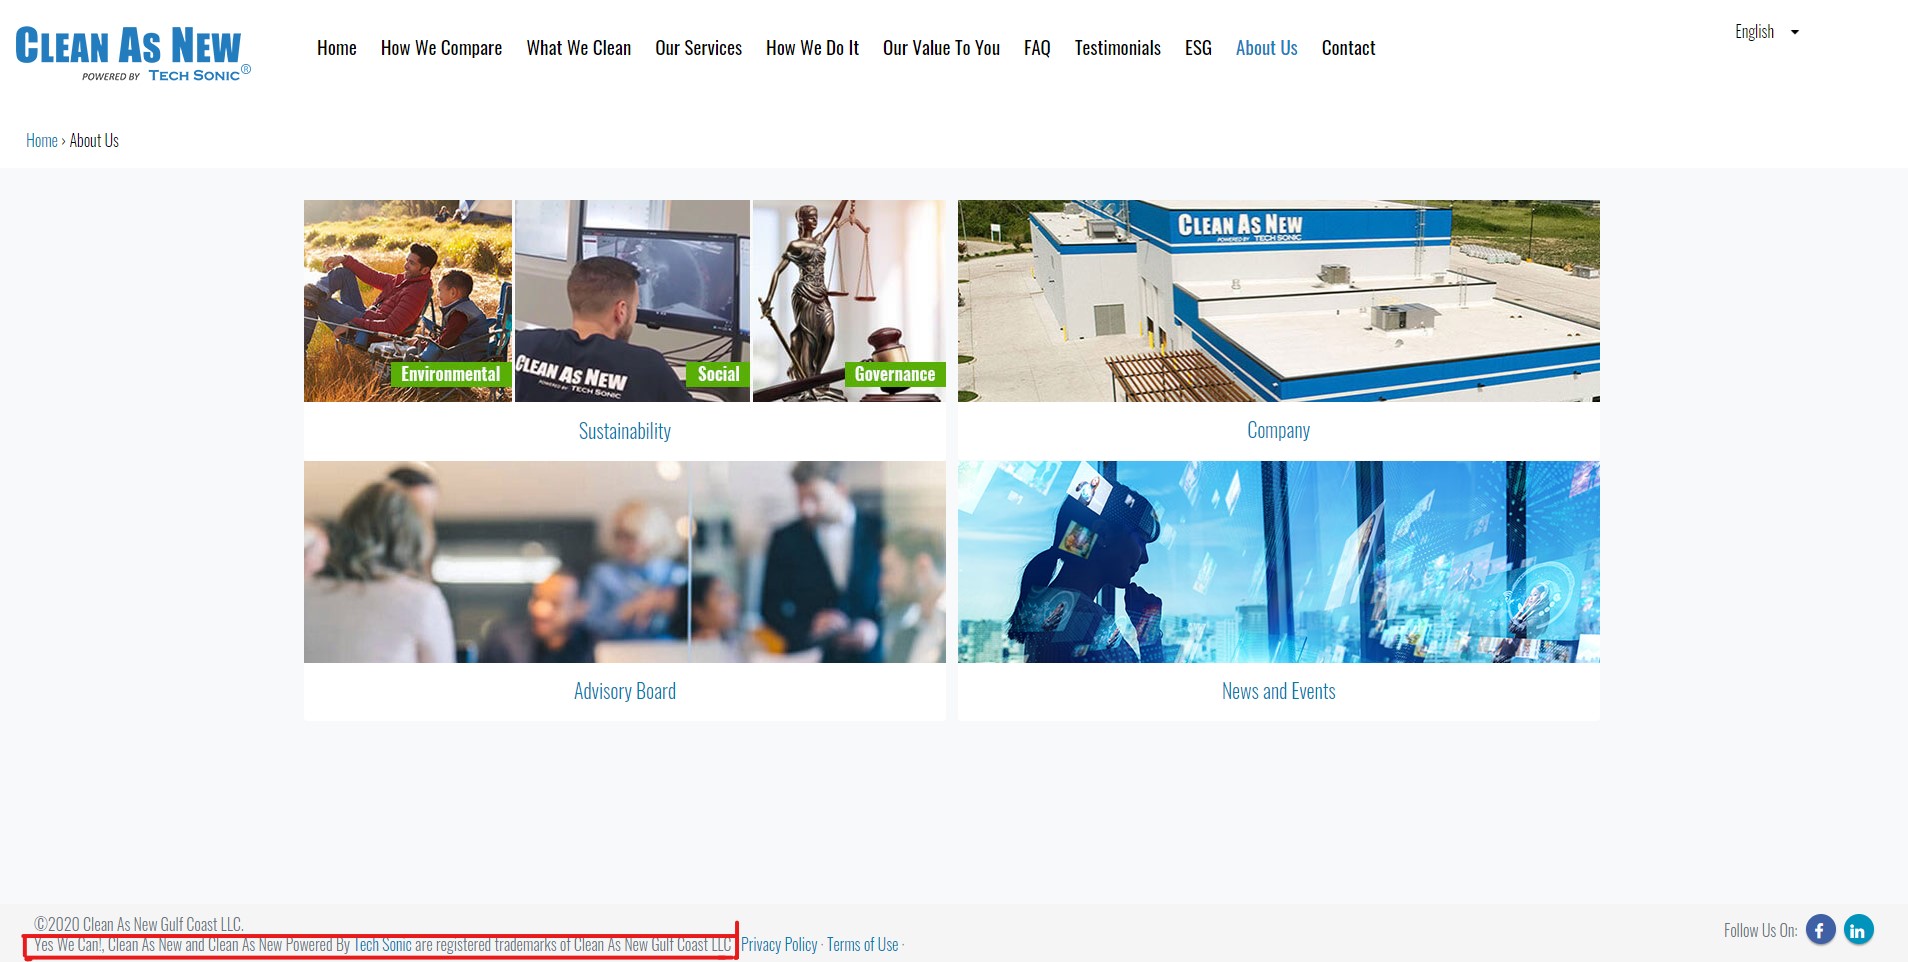 CLEAN AS NEW
POWERED BY TECH SONIC®
Home How We Compare What We Clean Our Services How We Do It Our Value To You FAQ Testimonials ESG About Us Contact
English
Home › About Us
Environmental
CLEAN AS NEW
POWERED BY TECH SONIC
Social
Governance
CLEAN AS NEW
POWERED BY TECH SONIC
Sustainability
Company
Advisory Board
News and Events
©2020 Clean As New Gulf Coast LLC.
Yes We Can!, Clean As New and Clean As New Powered By Tech Sonic are registered trademarks of Clean As New Gulf Coast LLC Privacy Policy · Terms of Use ·
Follow Us On: